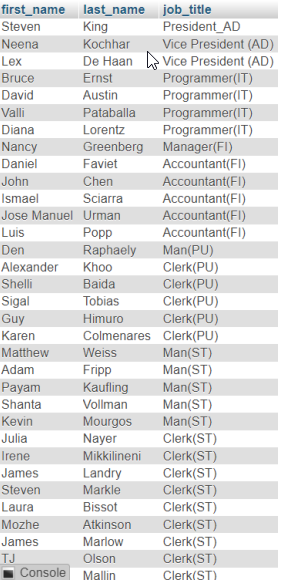 first_name last_name job_title
Steven King President_AD
Neena Kochhar Vice President (AD)
Lex De Haan Vice President (AD)
Bruce Ernst Programmer(IT)
David Austin Programmer(IT)
Valli Pataballa Programmer(IT)
Diana Lorentz Programmer(IT)
Nancy Greenberg Manager(FI)
Daniel Faviet Accountant(FI)
John Chen Accountant(FI)
Ismael Sciarra Accountant(FI)
Jose Manuel Urman Accountant(FI)
Luis Popp Accountant(FI)
Den Raphaely Man(PU)
Alexander Khoo Clerk(PU)
Shelli Baida Clerk(PU)
Sigal Tobias Clerk(PU)
Guy Himuro Clerk(PU)
Karen Colmenares Clerk(PU)
Matthew Weiss Man(ST)
Adam Fripp Man(ST)
Payam Kaufling Man(ST)
Shanta Vollman Man(ST)
Kevin Mourgos Man(ST)
Julia Nayer Clerk(ST)
Irene Mikkilineni Clerk(ST)
James Landry Clerk(ST)
Steven Markle Clerk(ST)
Laura Bissot Clerk(ST)
Mozhe Atkinson Clerk(ST)
James Marlow Clerk(ST)
TJ Olson Clerk(ST)
Console Mallin Clerk(ST)